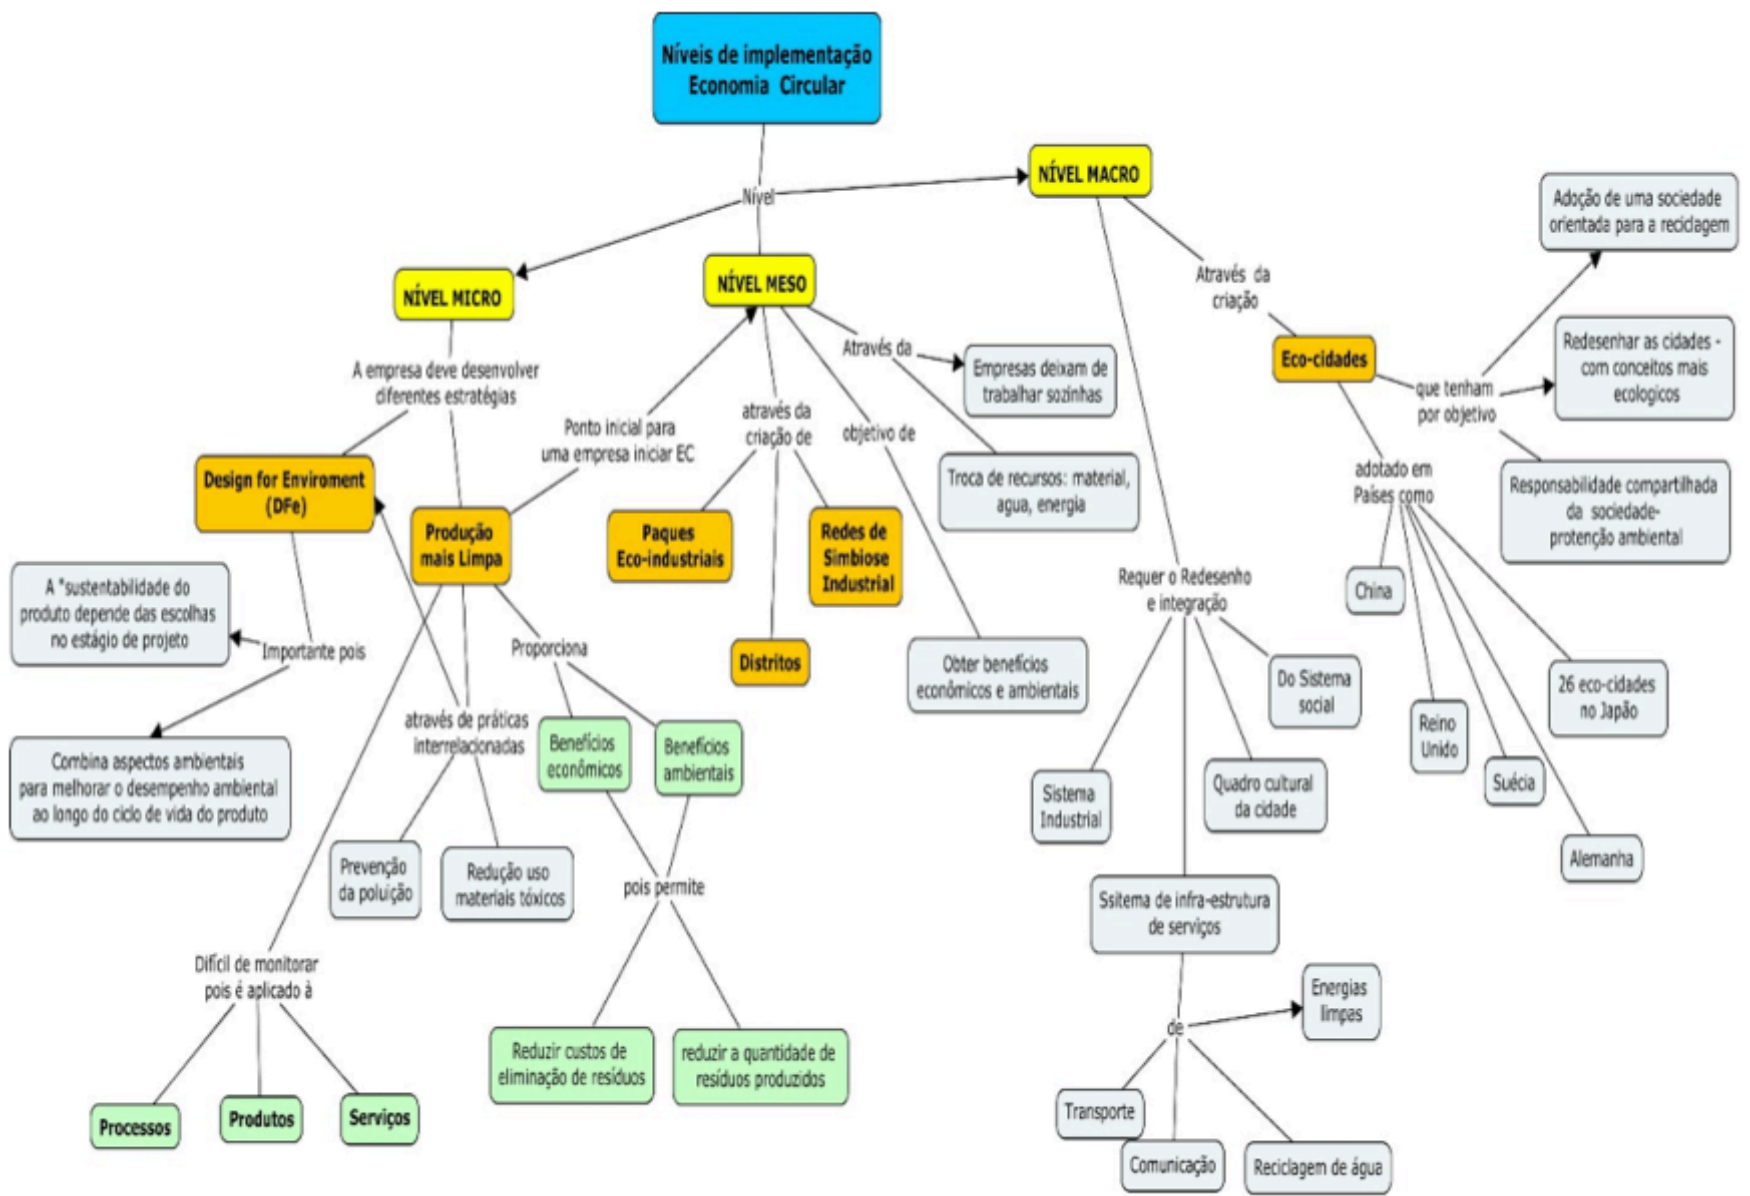 Níveis de implementação
Economia Circular
Nível
NÍVEL MICRO
NÍVEL MESO
NÍVEL MACRO
A empresa deve desenvolver
diferentes estratégias
Design for Enviroment
(DFe)
Importante pois
A "sustentabilidade do
produto depende das escolhas
no estágio de projeto
Combina aspectos ambientais
para melhorar o desempenho ambiental
ao longo do ciclo de vida do produto
Produção
mais Limpa
Ponto inicial para
uma empresa iniciar EC
Difícil de monitorar
pois é aplicado à
Processos
Produtos
Serviços
através de práticas
interrelacionadas
Prevenção
da poluição
Redução uso
materiais tóxicos
Proporciona
Benefícios
econômicos
Benefícios
ambientais
pois permite
Reduzir custos de
eliminação de resíduos
reduzir a quantidade de
resíduos produzidos
através da
criação de
Paques
Eco-industriais
Distritos
Redes de
Simbiose
Industrial
objetivo de
Obter benefícios
econômicos e ambientais
Através da
Empresas deixam de
trabalhar sozinhas
Troca de recursos: material,
agua, energia
Requer o Redesenho
e integração
Sistema
Industrial
Ssitema de infra-estrutura
de serviços
Quadro cultural
da cidade
Do Sistema
social
de
Energias
limpas
Transporte
Comunicação
Reciclagem de água
Através da
criação
Eco-cidades
que tenham
por objetivo
Adoção de uma sociedade
orientada para a reciclagem
Redesenhar as cidades -
com conceitos mais
ecologicos
Responsabilidade compartilhada
da sociedade-
protenção ambiental
adotado em
Países como
China
Reino
Unido
Suécia
Alemanha
26 eco-cidades
no Japão